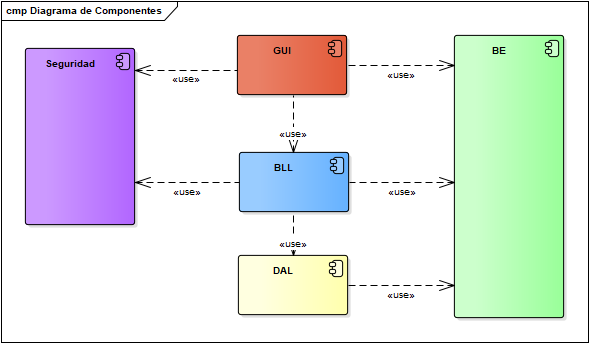 cmp Diagrama de Componentes
Seguridad
GUI
BE
«use»
«use»
«use»
BLL
«use»
«use»
«use»
DAL
«use»